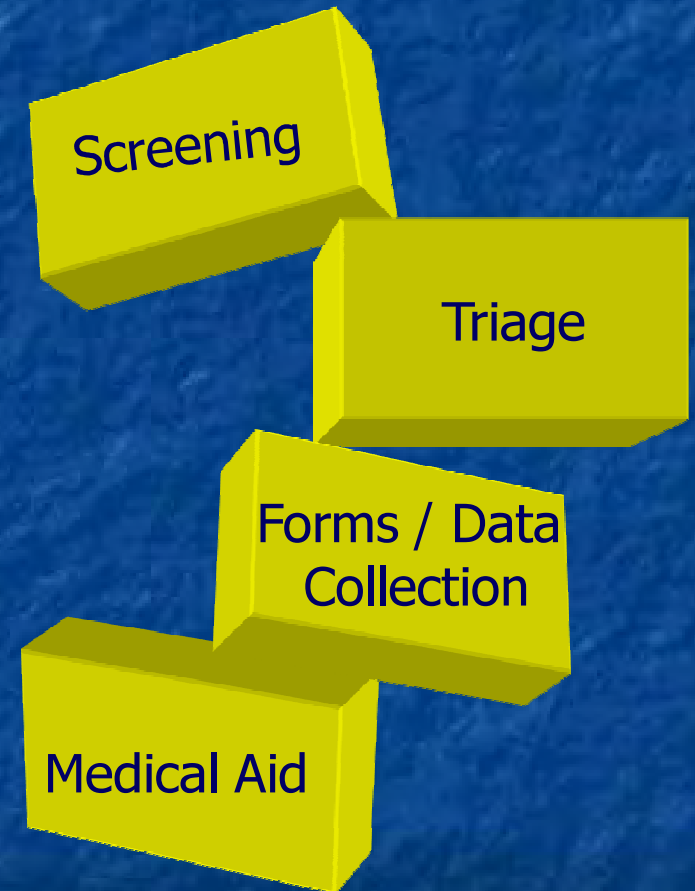 Screening
Triage
Forms / Data
Collection
Medical Aid